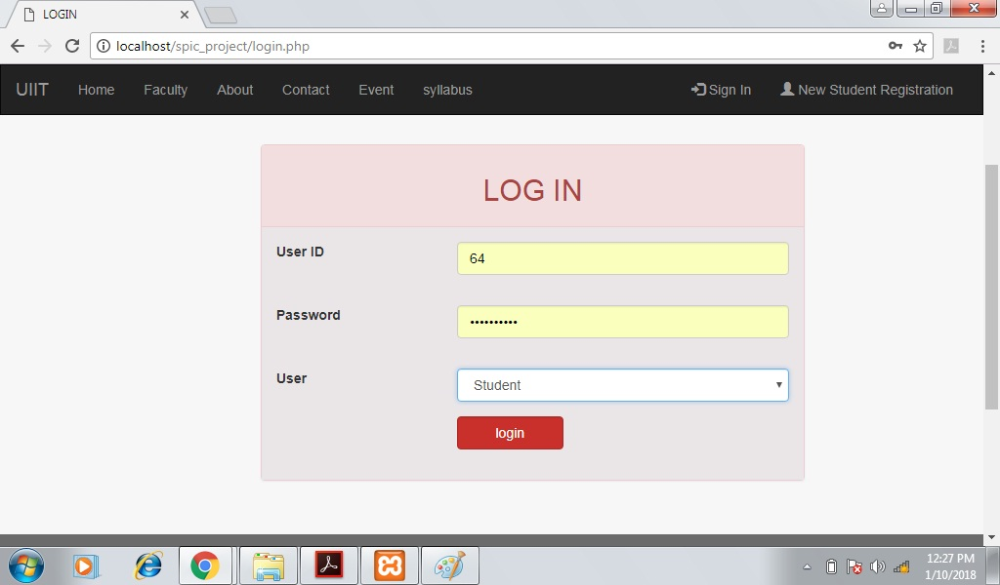 LOGIN
localhost/spic_project/login.php
UIIT Home Faculty About Contact Event syllabus Sign In New Student Registration
LOG IN
User ID 64
Password ••••••••••
User Student
login
12:27 PM
1/10/2018